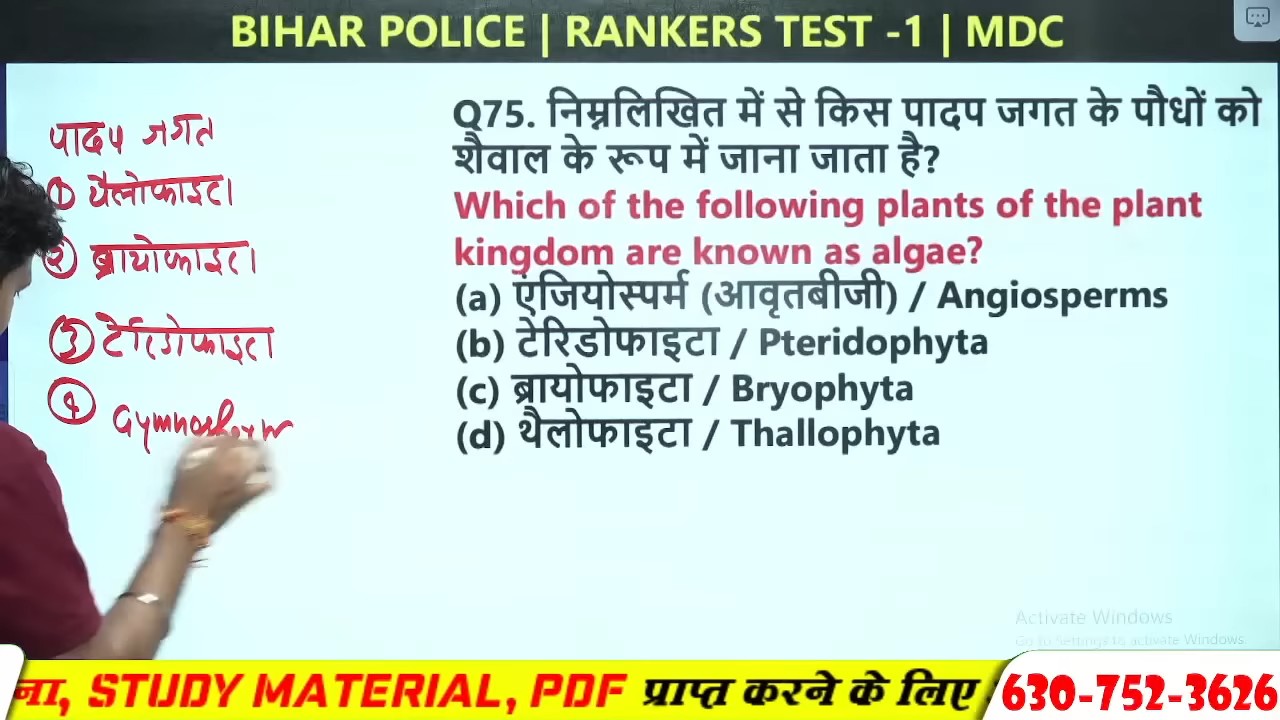 BIHAR POLICE | RANKERS TEST -1 | MDC
पादप जगत
① थैलोफाइटा
② ब्रायोफाइटा
③ टेरिडोफाइटा
④ Gymnosperm
Q75. निम्नलिखित में से किस पादप जगत के पौधों को
शैवाल के रूप में जाना जाता है?
Which of the following plants of the plant
kingdom are known as algae?
(a) एंजियोस्पर्म (आवृतबीजी) / Angiosperms
(b) टेरिडोफाइटा / Pteridophyta
(c) ब्रायोफाइटा / Bryophyta
(d) थैलोफाइटा / Thallophyta
Activate Windows
Go to Settings to activate Windows.
ना, STUDY MATERIAL, PDF प्राप्त करने के लिए
630-752-3626